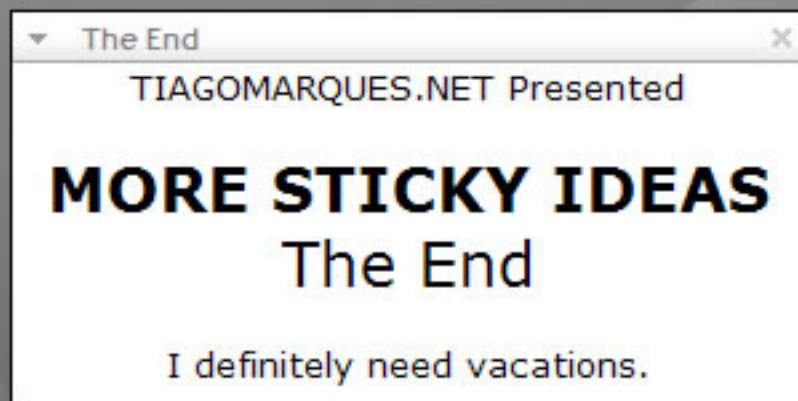 The End
TIAGOMARQUES.NET Presented
MORE STICKY IDEAS
The End
I definitely need vacations.